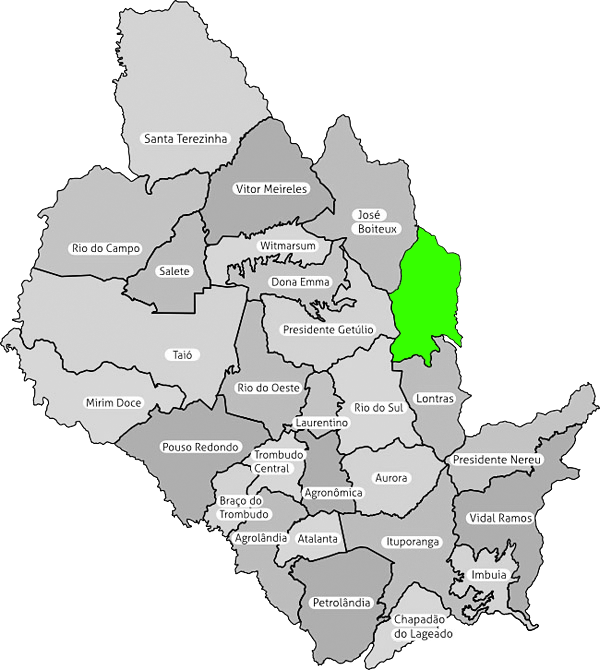 Santa Terezinha
Vitor Meireles
José
Boiteux
Rio do Campo
Witmarsum
Salete
Dona Emma
Presidente Getúlio
Taió
Rio do Oeste
Mirim Doce
Laurentino
Rio do Sul
Lontras
Pouso Redondo
Trombudo
Central
Presidente Nereu
Aurora
Agronômica
Braço do
Trombudo
Vidal Ramos
Agrolândia
Atalanta
Ituporanga
Imbuia
Petrolândia
Chapadão
do Lageado